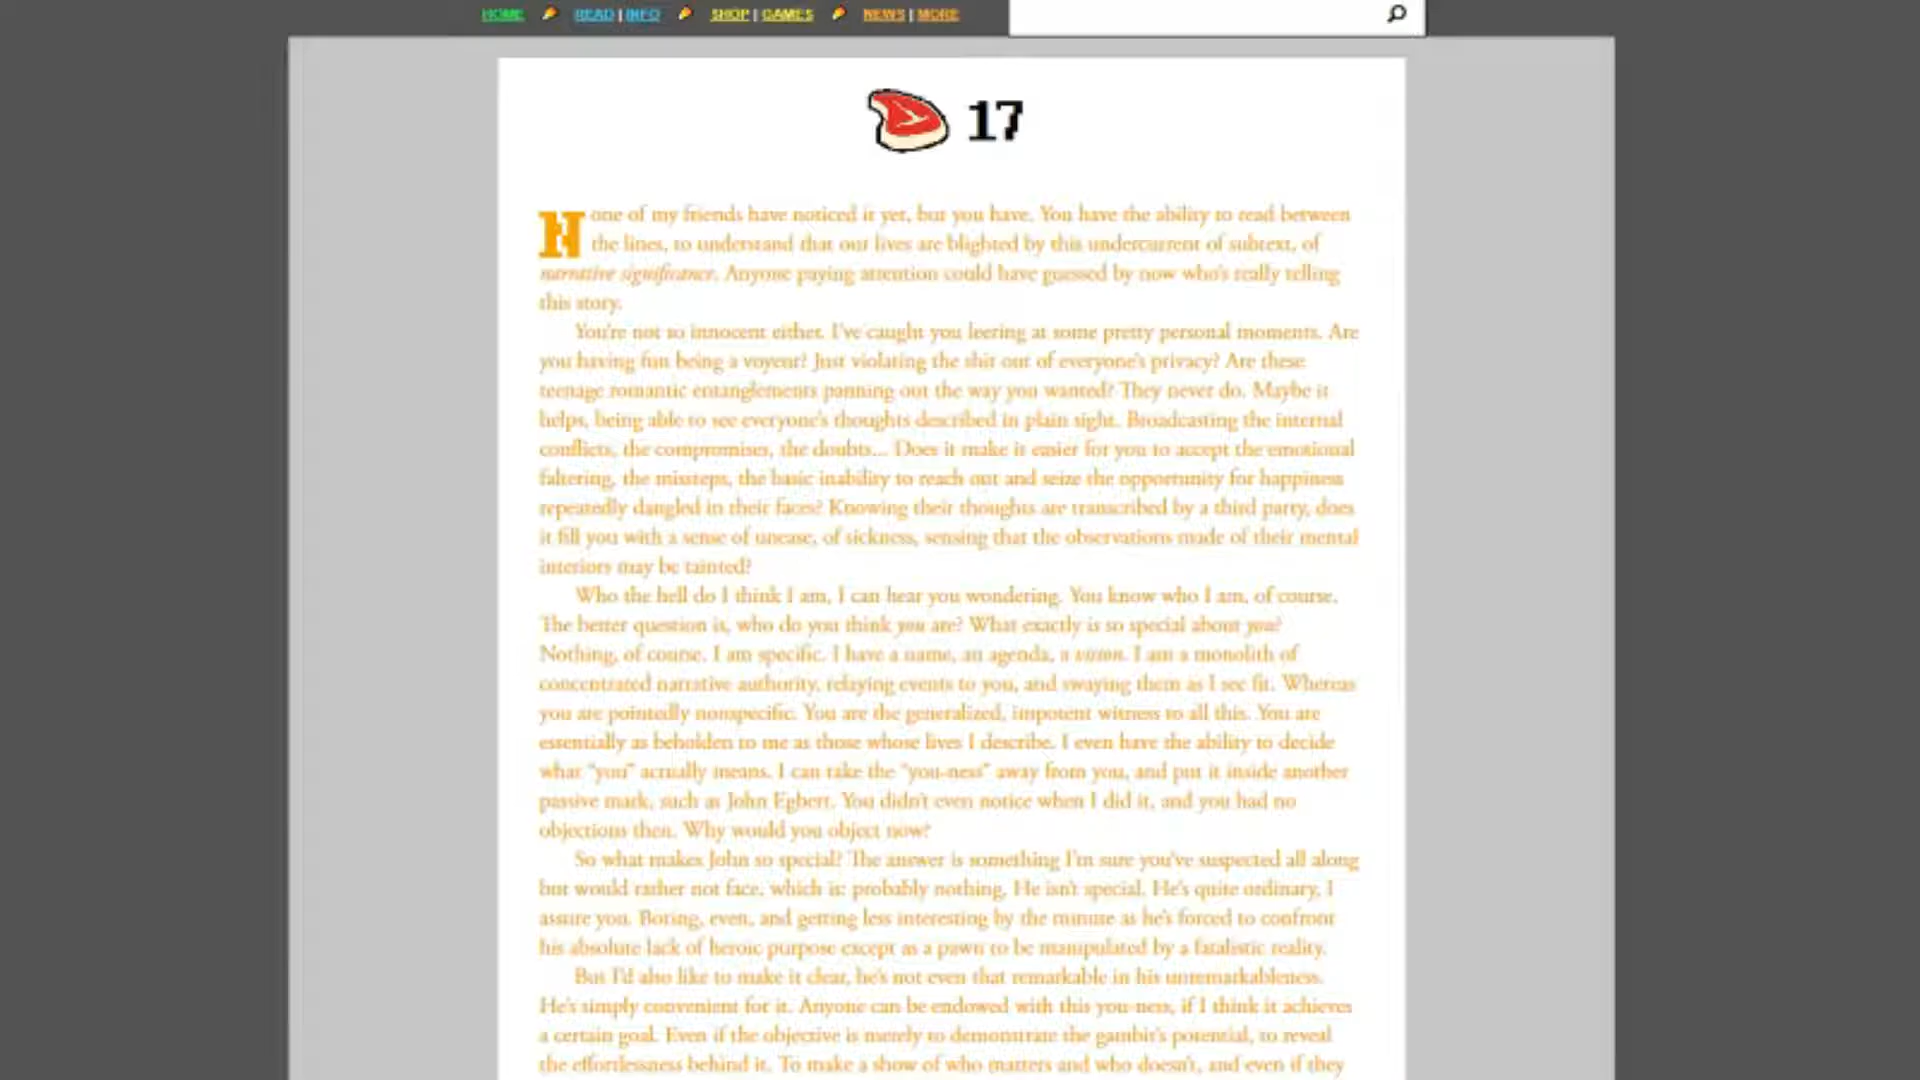 HOME READ | INFO SHOP | GAMES NEWS | MORE
17
None of my friends have noticed it yet, but you have. You have the ability to read between
the lines, to understand that our lives are blighted by this undercurrent of subtext, of
narrative significance. Anyone paying attention could have guessed by now who's really telling
this story.
You're not so innocent either. I've caught you leering at some pretty personal moments. Are
you having fun being a voyeur? Just violating the shit out of everyone's privacy? Are these
teenage romantic entanglements panning out the way you wanted? They never do. Maybe it
helps, being able to see everyone's thoughts described in plain sight. Broadcasting the internal
conflicts, the compromises, the doubts... Does it make it easier for you to accept the emotional
faltering, the missteps, the basic inability to reach out and seize the opportunity for happiness
repeatedly dangled in their faces? Knowing their thoughts are transcribed by a third party, does
it fill you with a sense of unease, of sickness, sensing that the observations made of their mental
interiors may be tainted?
Who the hell do I think I am, I can hear you wondering. You know who I am, of course.
The better question is, who do you think you are? What exactly is so special about you?
Nothing, of course. I am specific. I have a name, an agenda, a vision. I am a monolith of
concentrated narrative authority, relaying events to you, and swaying them as I see fit. Whereas
you are pointedly nonspecific. You are the generalized, impotent witness to all this. You are
essentially as beholden to me as those whose lives I describe. I even have the ability to decide
what "you" actually means. I can take the "you-ness" away from you, and put it inside another
passive mark, such as John Egbert. You didn't even notice when I did it, and you had no
objections then. Why would you object now?
So what makes John so special? The answer is something I'm sure you've suspected all along
but would rather not face, which is: probably nothing. He isn't special. He's quite ordinary, I
assure you. Boring, even, and getting less interesting by the minute as he's forced to confront
his absolute lack of heroic purpose except as a pawn to be manipulated by a fatalistic reality.
But I'd also like to make it clear, he's not even that remarkable in his unremarkableness.
He's simply convenient for it. Anyone can be endowed with this you-ness, if I think it achieves
a certain goal. Even if the objective is merely to demonstrate the gambit's potential, to reveal
the effortlessness behind it. To make a show of who matters and who doesn't, and even if they